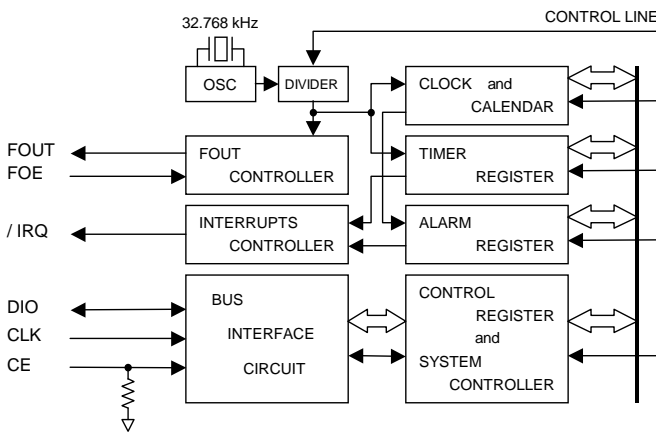 32.768 kHz
CONTROL LINE
OSC
DIVIDER
CLOCK and
CALENDAR
FOUT
FOE
FOUT
CONTROLLER
TIMER
REGISTER
/ IRQ
INTERRUPTS
CONTROLLER
ALARM
REGISTER
DIO
CLK
CE
BUS
INTERFACE
CIRCUIT
CONTROL
REGISTER
and
SYSTEM
CONTROLLER